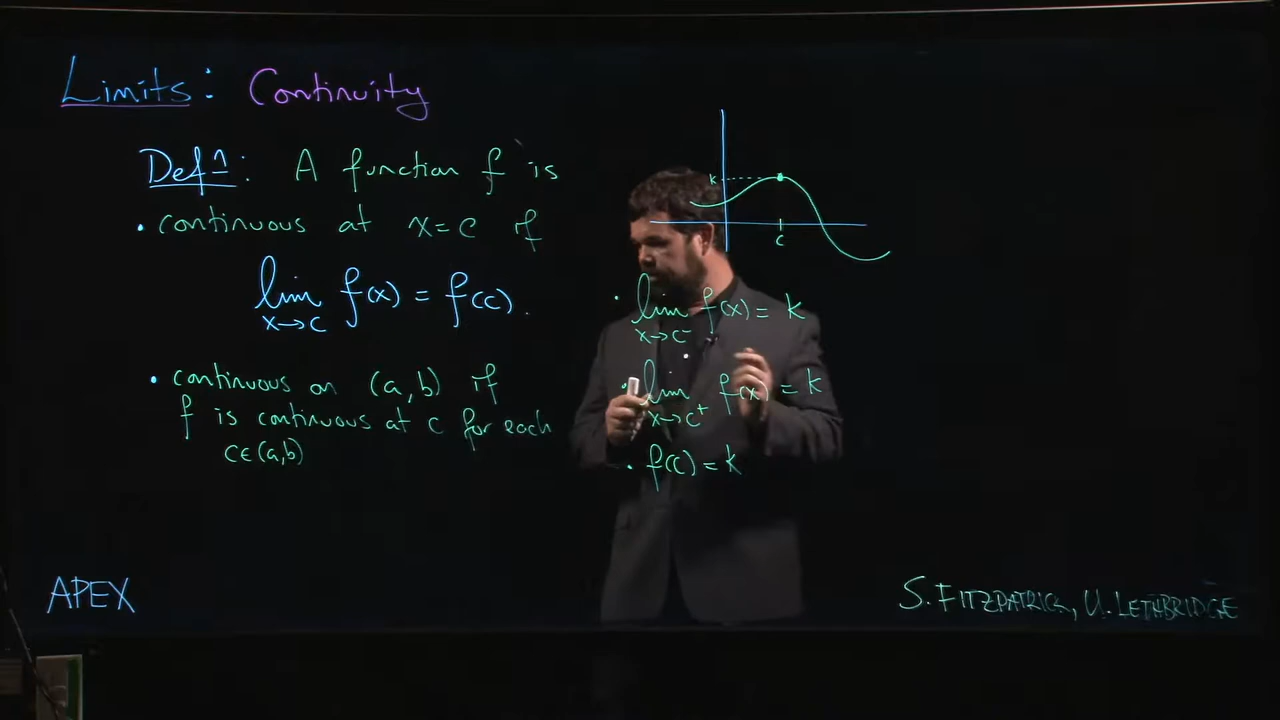 Limits: Continuity
Def^n: A function f is
• continuous at x=c if
lim f(x) = f(c).
x→c
• continuous on (a,b) if
f is continuous at c for each
c∈(a,b)
k
c
• lim f(x) = k
x→c⁻
• lim f(x) = k
x→c⁺
• f(c) = k
APEX
S. FITZPATRICK, U. LETHBRIDGE